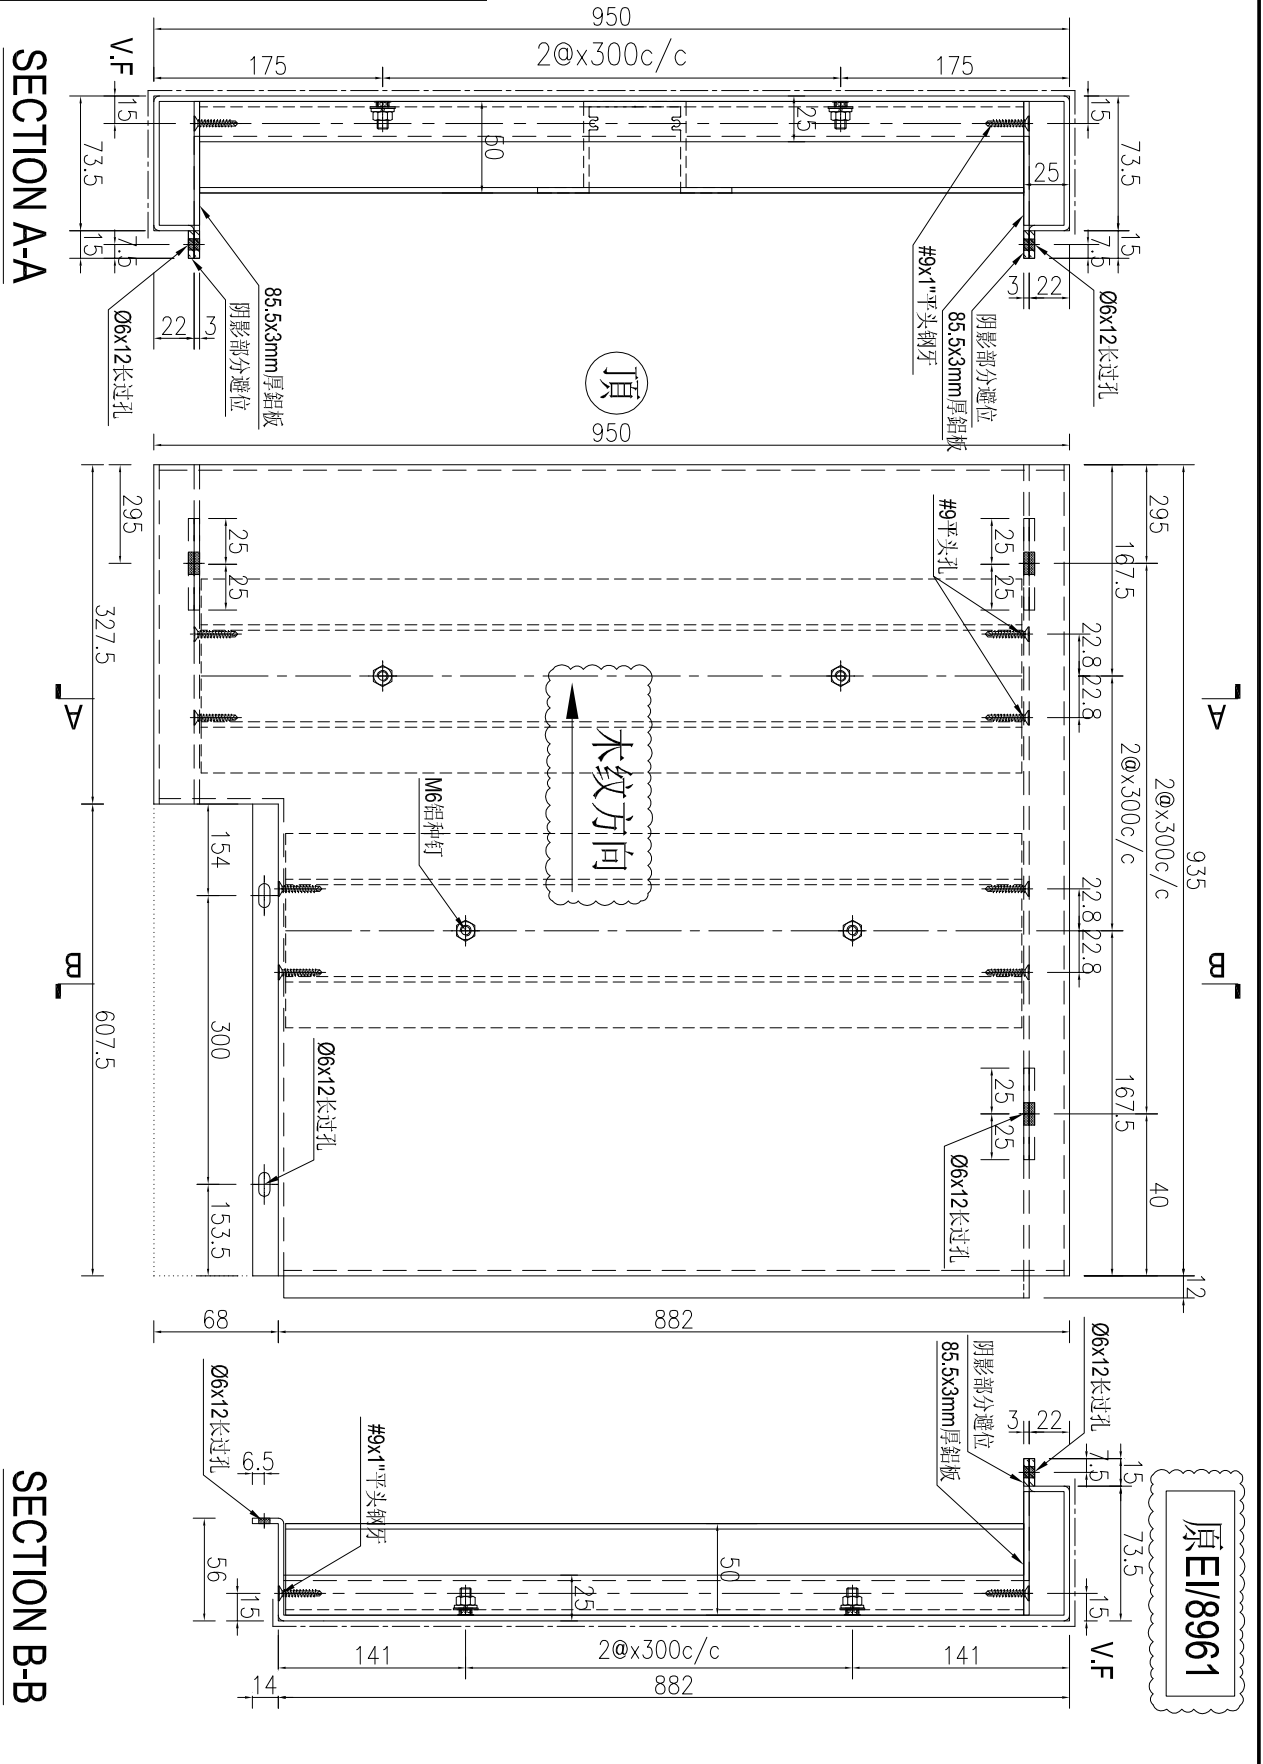 950
2@x300c/c
175
175
V.F
15
73.5
15
7.5
50
25
25
15
73.5
15
7.5
SECTION A-A
22
3
3
22
Ø6x12长过孔
阴影部分避位
85.5x3mm厚鋁板
#9x1"平头钢牙
85.5x3mm厚鋁板
阴影部分避位
Ø6x12长过孔
頂
950
295
327.5
607.5
25
25
25
25
#9平头孔
295
167.5
935
22.8
22.8
2@x300c/c
2@x300c/c
22.8
22.8
167.5
40
12
A
A
B
B
木纹方向
M6铝种钉
154
300
153.5
Ø6x12长过孔
25
25
Ø6x12长过孔
68
882
Ø6x12长过孔
#9x1"平头钢牙
6.5
56
15
25
50
85.5x3mm厚鋁板
阴影部分避位
Ø6x12长过孔
3
22
7.5
15
73.5
15
V.F
141
2@x300c/c
141
14
882
SECTION B-B
原EI/8961